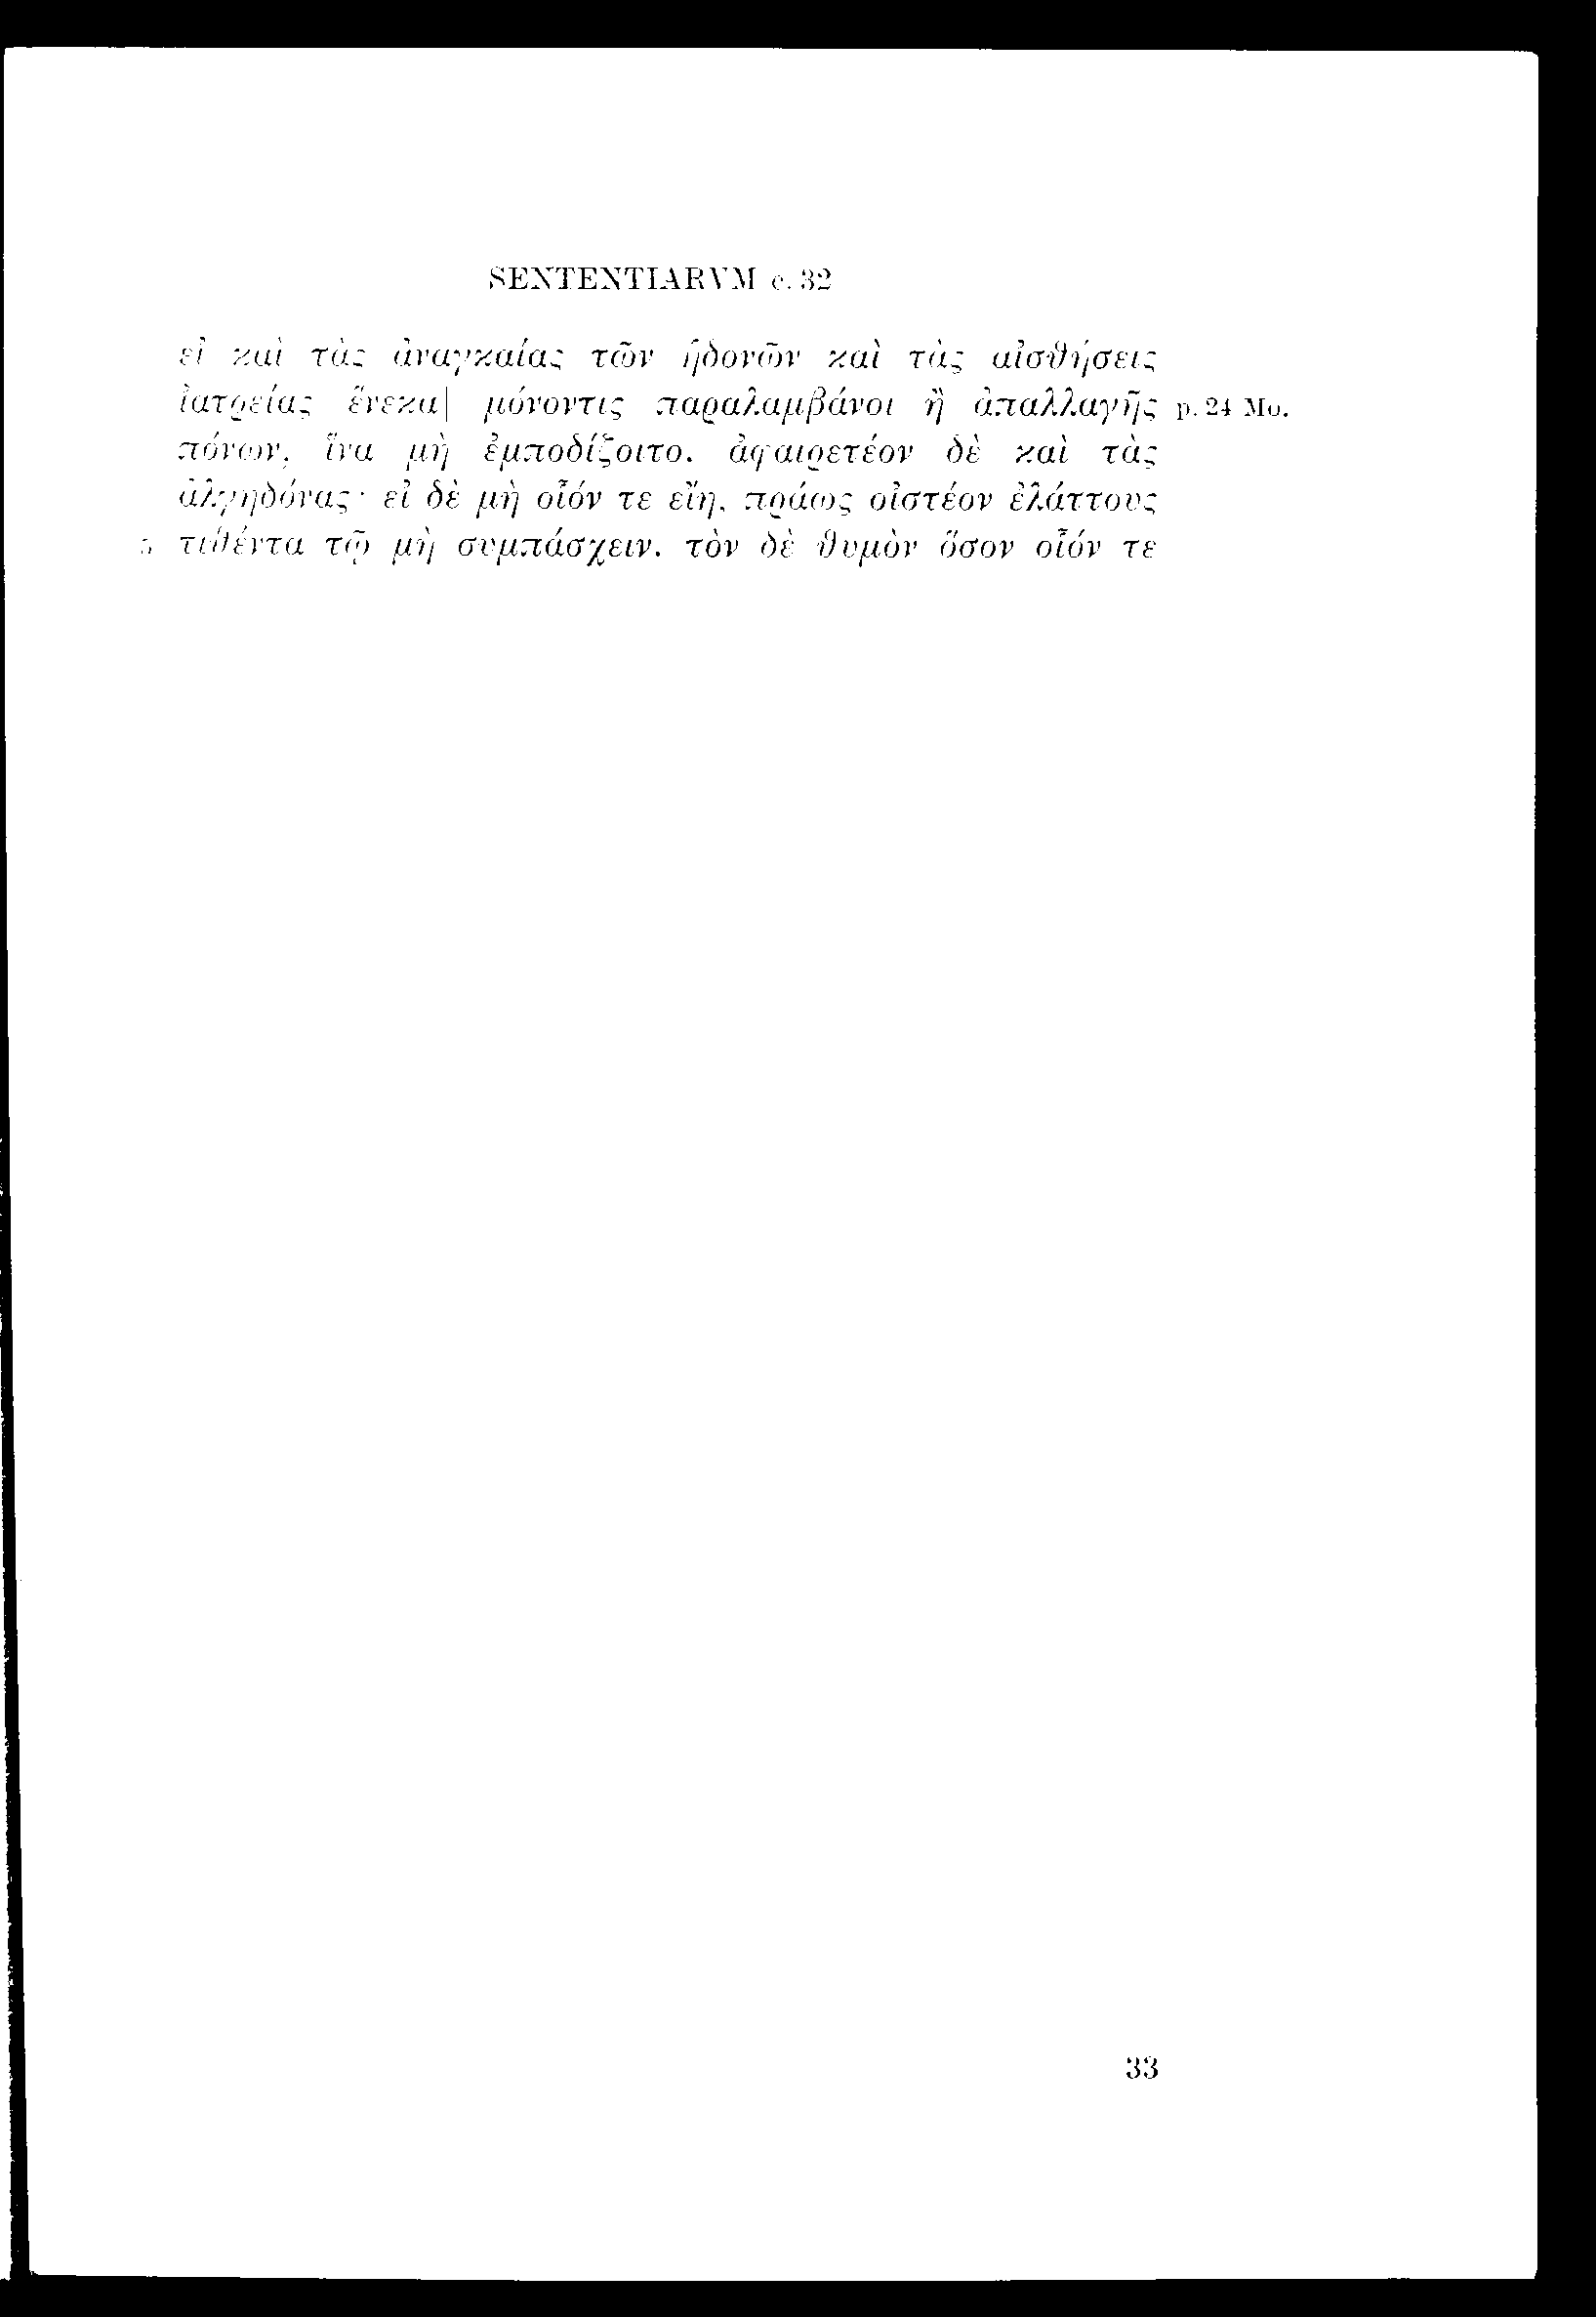 SENTENTIARVM c. 32
εἰ καὶ τὰς ἀναγκαίας τῶν ἡδονῶν καὶ τὰς αἰσθήσεις
ἰατρείας ἕνεκα| μόνοντις παραλαμβάνοι ἢ ἀπαλλαγῆς p. 24 Mo.
πόνων, ἵνα μὴ ἐμποδίζοιτο. ἀφαιρετέον δὲ καὶ τὰς
ἀλγηδόνας· εἰ δὲ μὴ οἷόν τε εἴη, πράως οἰστέον ἐλάττους
5 τιθέντα τῷ μὴ συμπάσχειν. τὸν δὲ θυμὸν ὅσον οἷόν τε
33